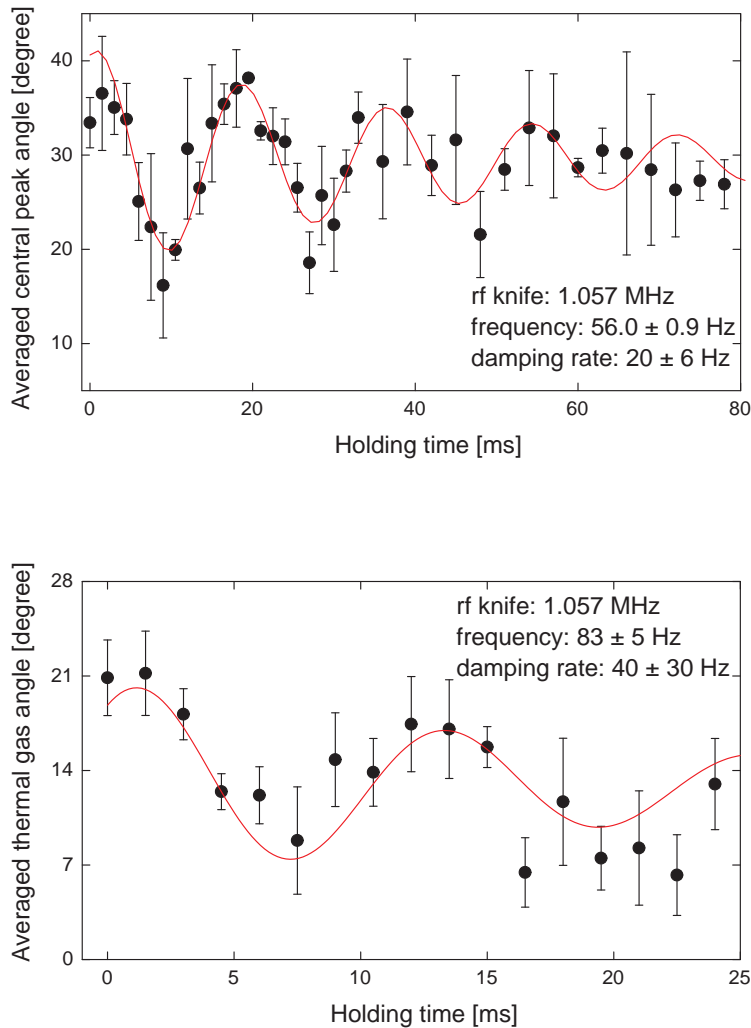 Averaged central peak angle [degree]
40
30
20
10
rf knife: 1.057 MHz
frequency: 56.0 ± 0.9 Hz
damping rate: 20 ± 6 Hz
0 20 40 60 80
Holding time [ms]
Averaged thermal gas angle [degree]
28
21
14
7
0
rf knife: 1.057 MHz
frequency: 83 ± 5 Hz
damping rate: 40 ± 30 Hz
0 5 10 15 20 25
Holding time [ms]